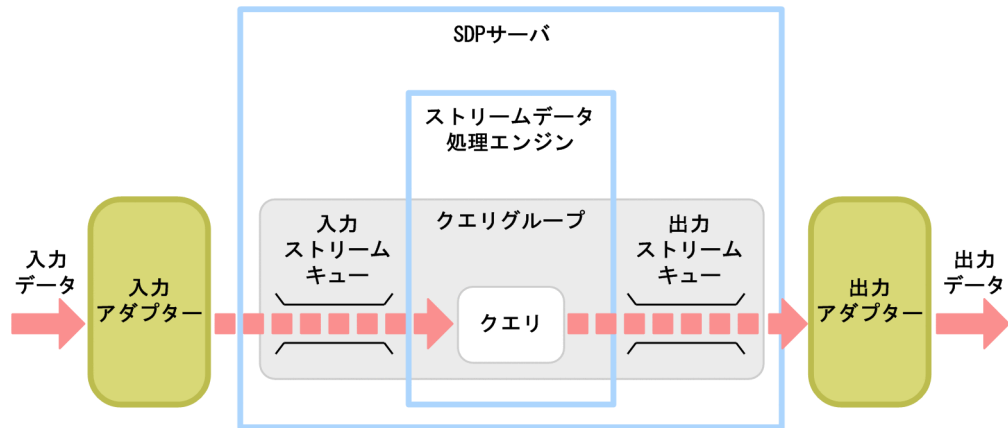 SDPサーバ
ストリームデータ
処理エンジン
クエリグループ
入力
ストリーム
キュー
出力
ストリーム
キュー
入力
データ
入力
アダプター
クエリ
出力
アダプター
出力
データ